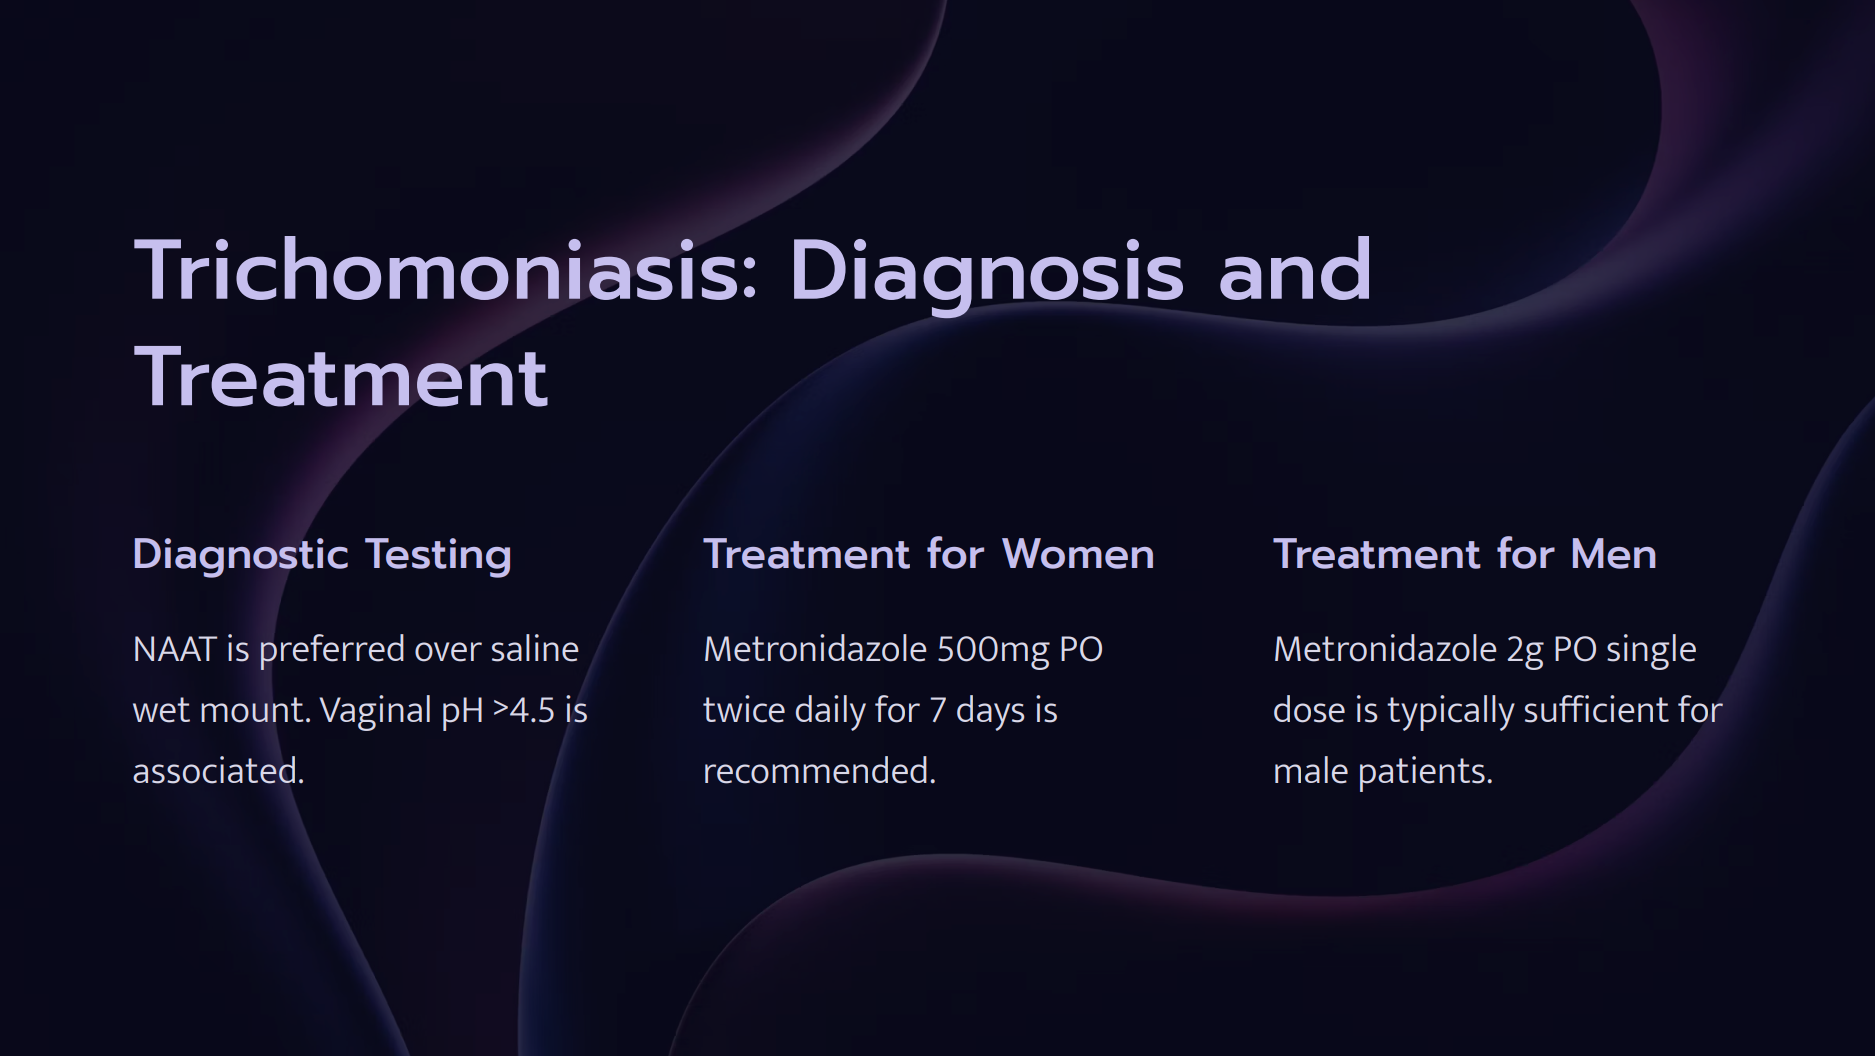 Trichomoniasis: Diagnosis and
Treatment
Diagnostic Testing
NAAT is preferred over saline
wet mount. Vaginal pH >4.5 is
associated.
Treatment for Women
Metronidazole 500mg PO
twice daily for 7 days is
recommended.
Treatment for Men
Metronidazole 2g PO single
dose is typically sufficient for
male patients.